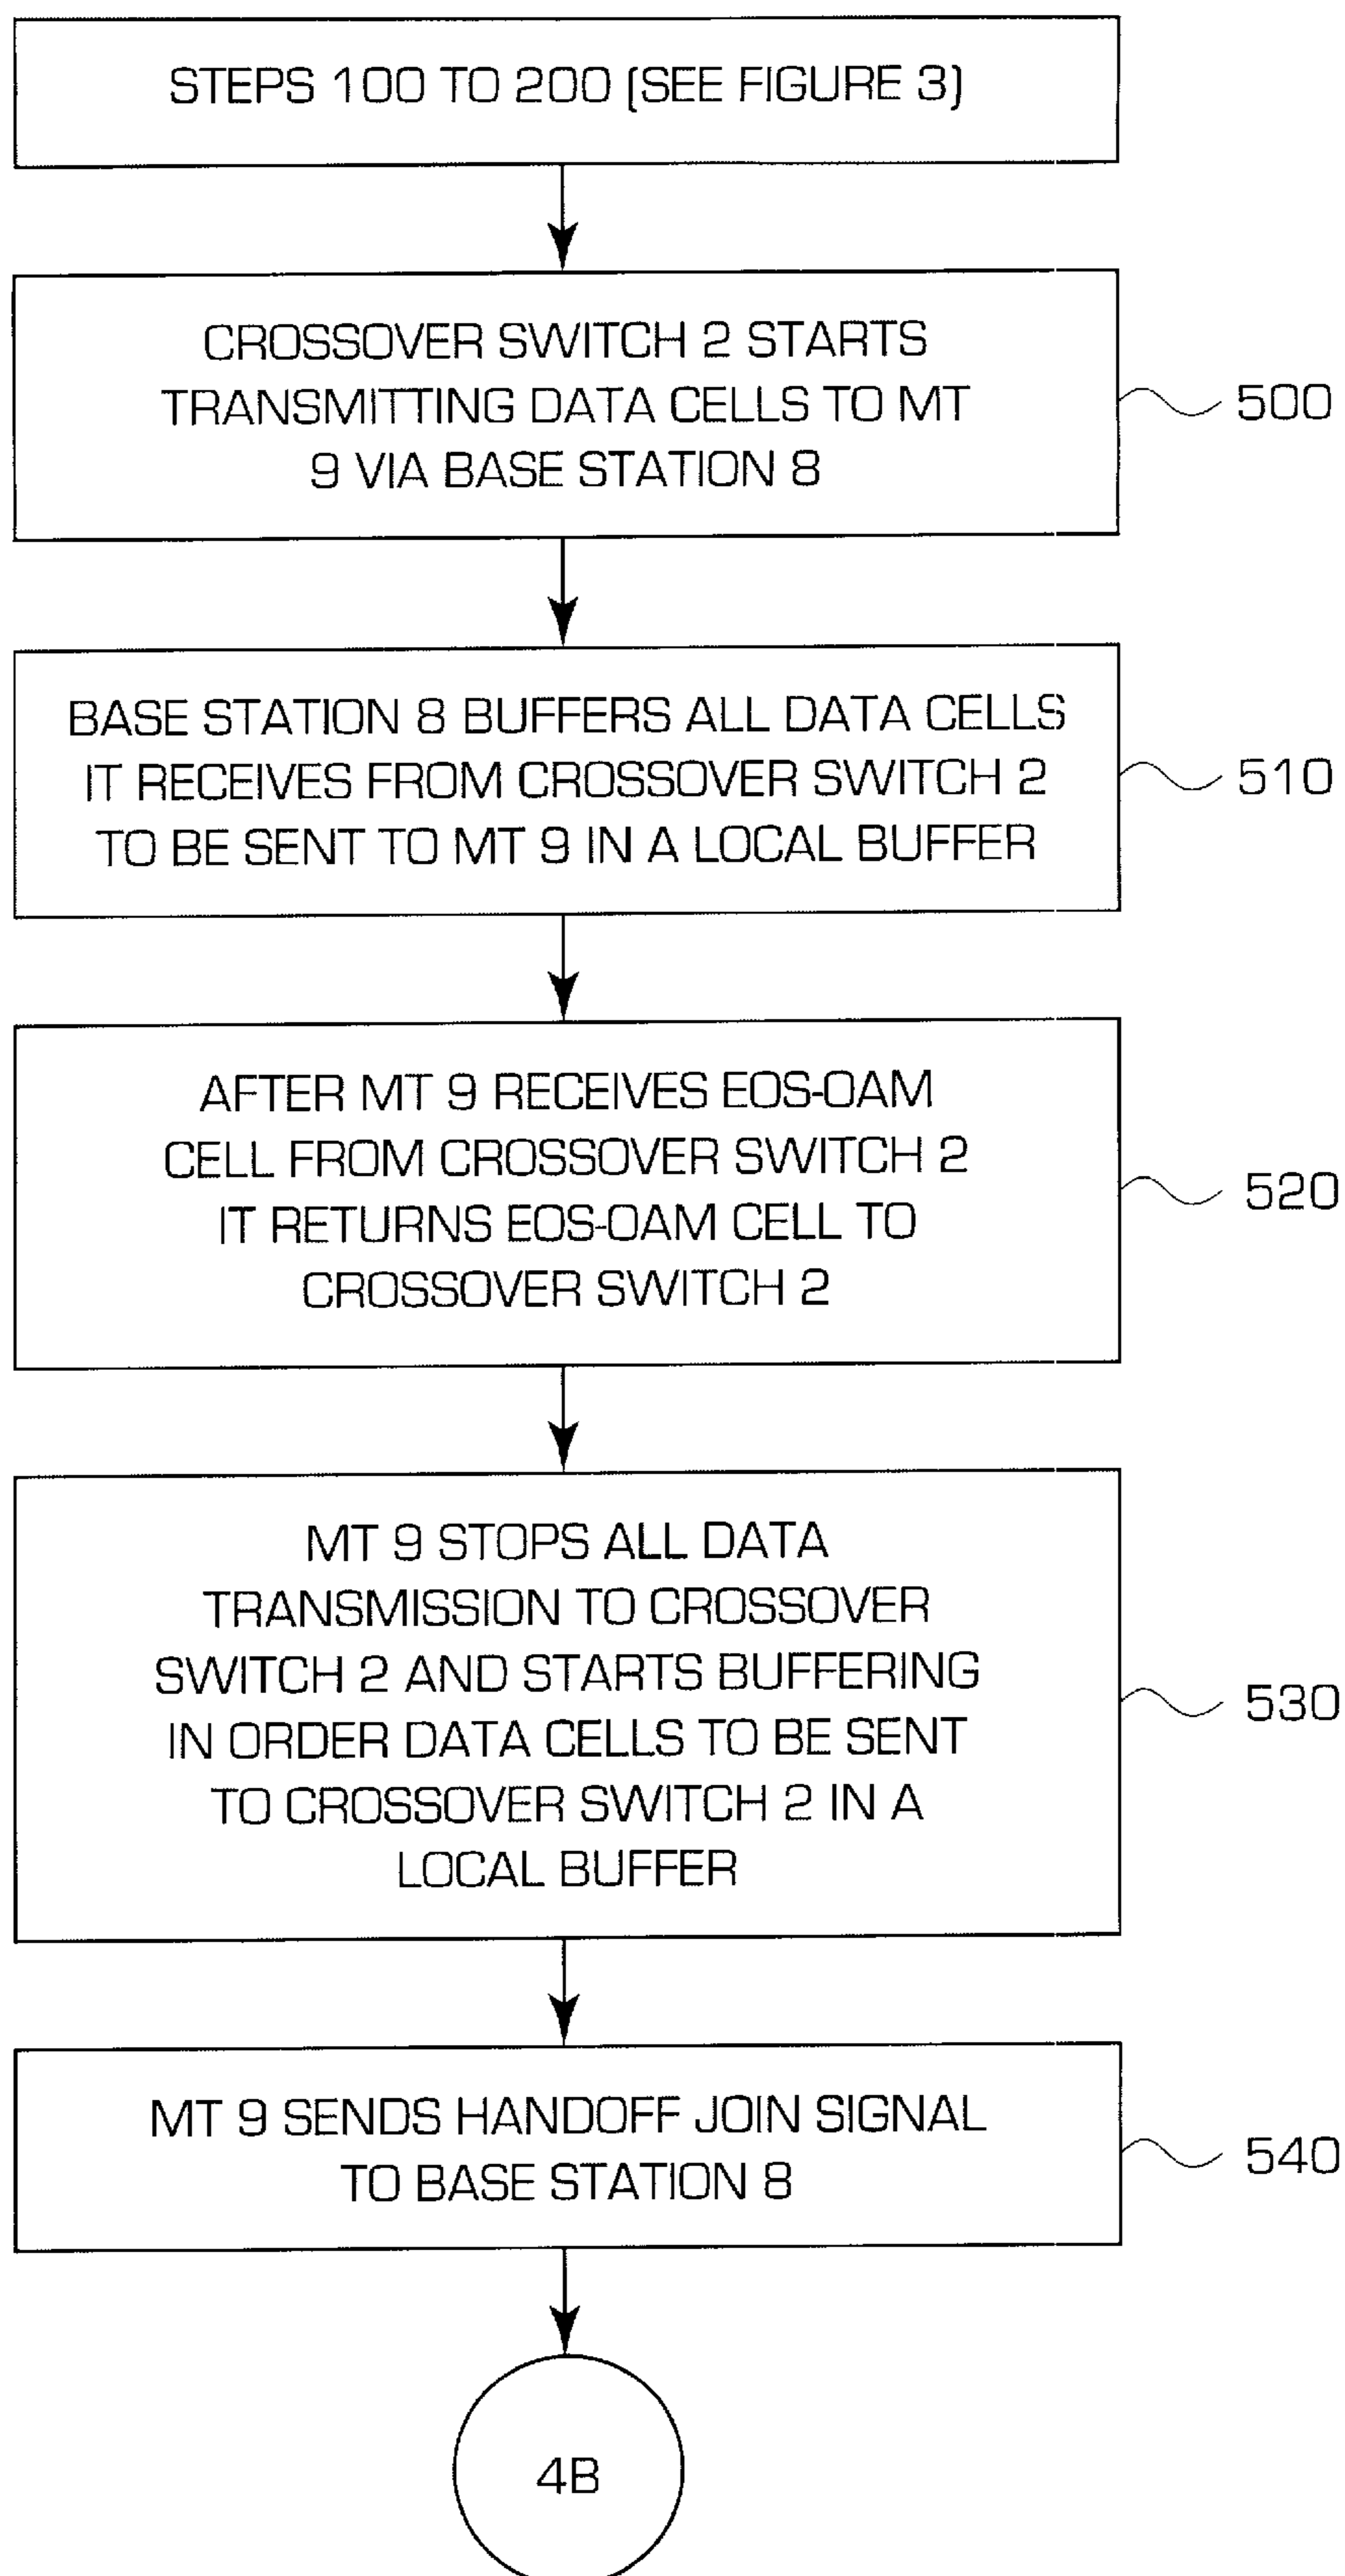 STEPS 100 TO 200 (SEE FIGURE 3)
CROSSOVER SWITCH 2 STARTS
TRANSMITTING DATA CELLS TO MT
9 VIA BASE STATION 8
500
BASE STATION 8 BUFFERS ALL DATA CELLS
IT RECEIVES FROM CROSSOVER SWITCH 2
TO BE SENT TO MT 9 IN A LOCAL BUFFER
510
AFTER MT 9 RECEIVES EOS-OAM
CELL FROM CROSSOVER SWITCH 2
IT RETURNS EOS-OAM CELL TO
CROSSOVER SWITCH 2
520
MT 9 STOPS ALL DATA
TRANSMISSION TO CROSSOVER
SWITCH 2 AND STARTS BUFFERING
IN ORDER DATA CELLS TO BE SENT
TO CROSSOVER SWITCH 2 IN A
LOCAL BUFFER
530
MT 9 SENDS HANDOFF JOIN SIGNAL
TO BASE STATION 8
540
4B